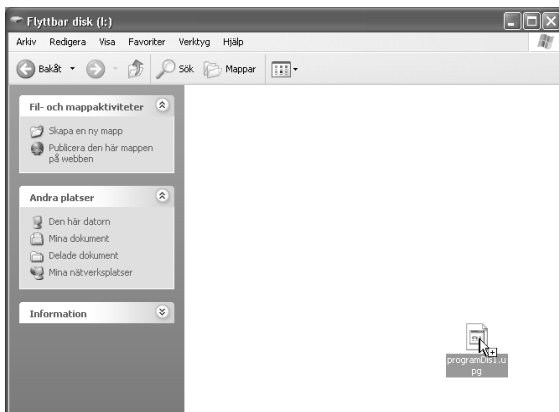 Flyttbar disk (I:)
Arkiv Redigera Visa Favoriter Verktyg Hjälp
Bakåt Sök Mappar
Fil- och mappaktiviteter
Skapa en ny mapp
Publicera den här mappen
på webben
Andra platser
Den här datorn
Mina dokument
Delade dokument
Mina nätverksplatser
Information
programDisI.u
pg